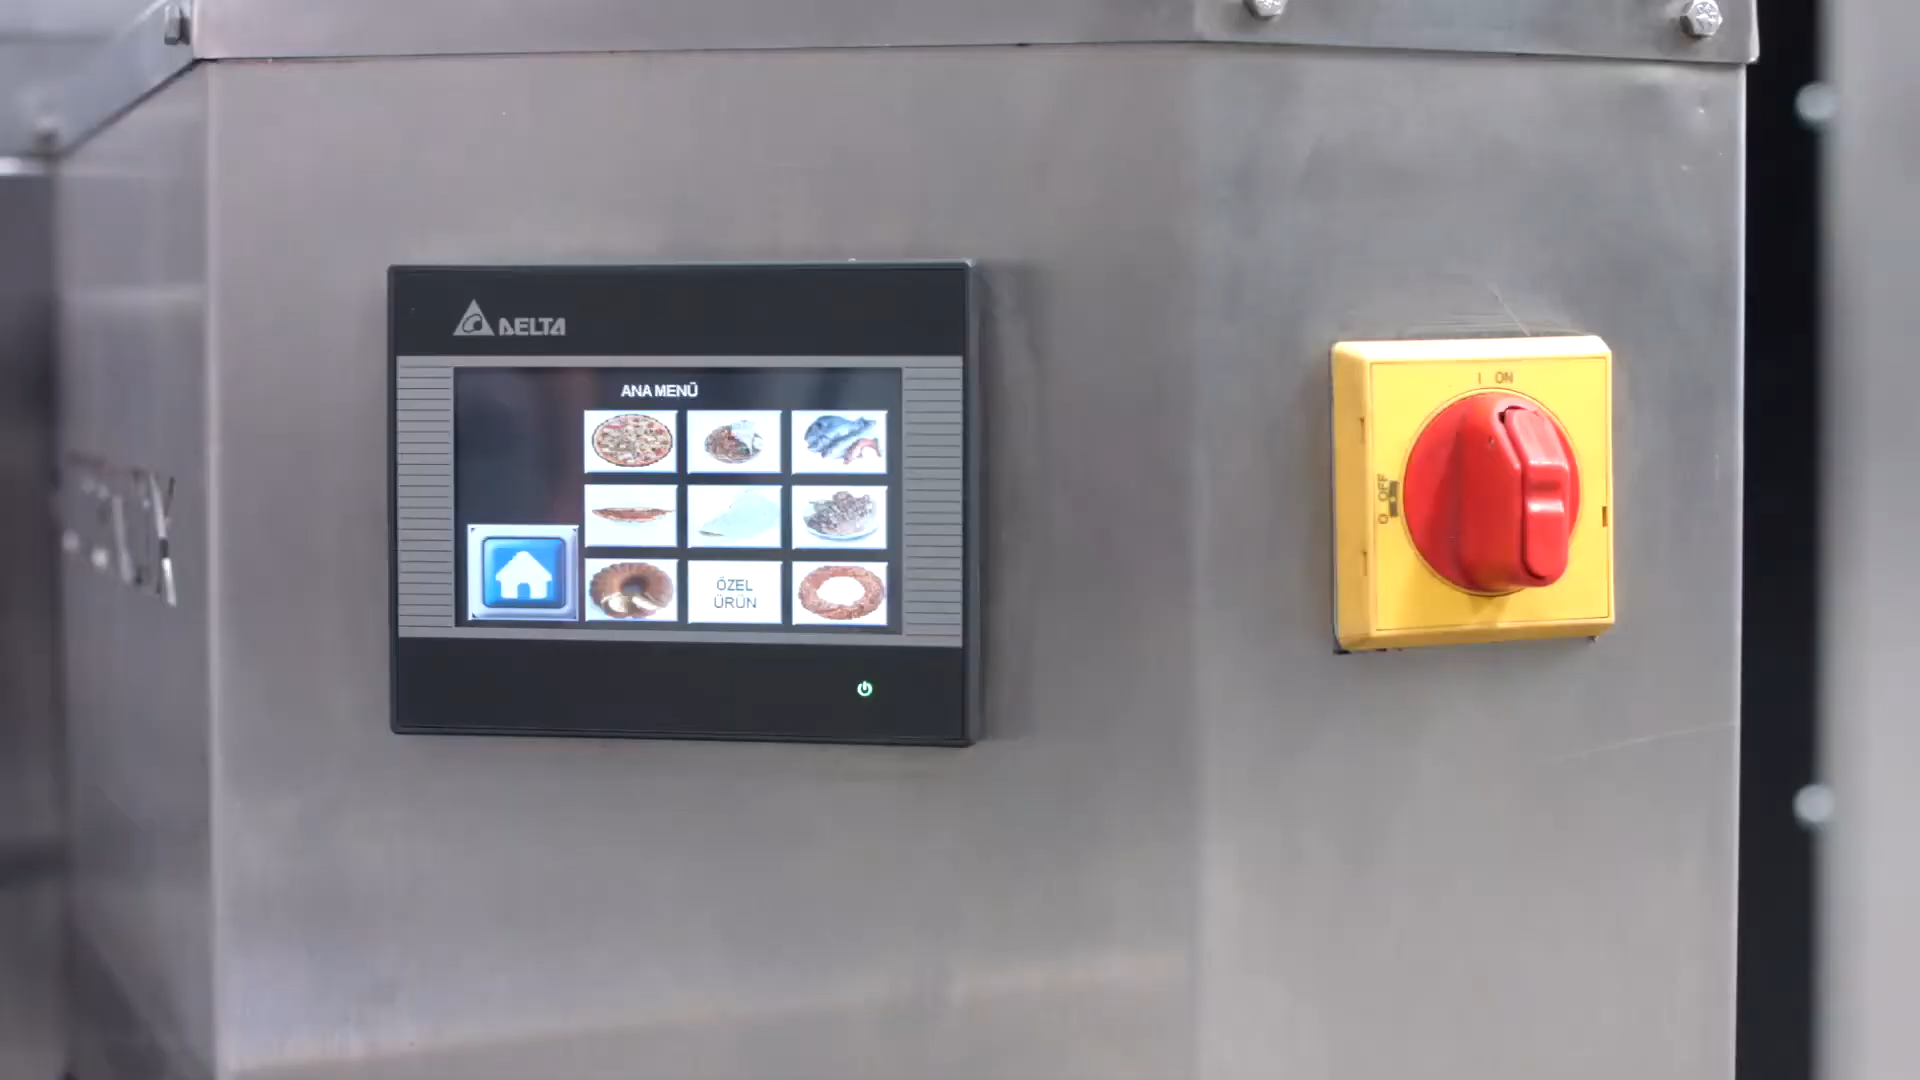 DELTA
ANA MENÜ
ÖZEL
ÜRÜN
I ON
O OFF